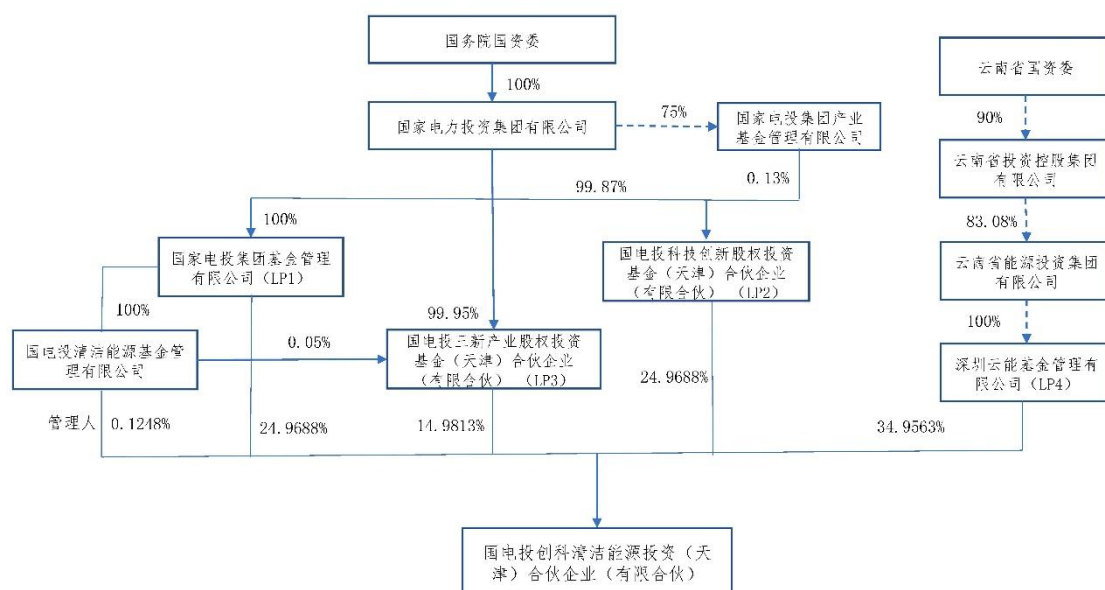 国务院国资委
云南省国资委
100%
国家电力投资集团有限公司
75%
国家电投集团产业
基金管理有限公司
90%
云南省投资控股集团
有限公司
0.13%
99.87%
100%
83.08%
国家电投集团基金管理
有限公司（LP1）
国电投科技创新股权投资
基金（天津）合伙企业
（有限合伙）（LP2）
云南省能源投资集团
有限公司
100%
99.95%
100%
国电投清洁能源基金管
理有限公司
0.05%
国电投三新产业股权投资
基金（天津）合伙企业
（有限合伙）（LP3）
24.9688%
深圳云能基金管理有
限公司（LP4）
管理人 0.1248%
24.9688%
14.9813%
34.9563%
国电投创科清洁能源投资（天
津）合伙企业（有限合伙）